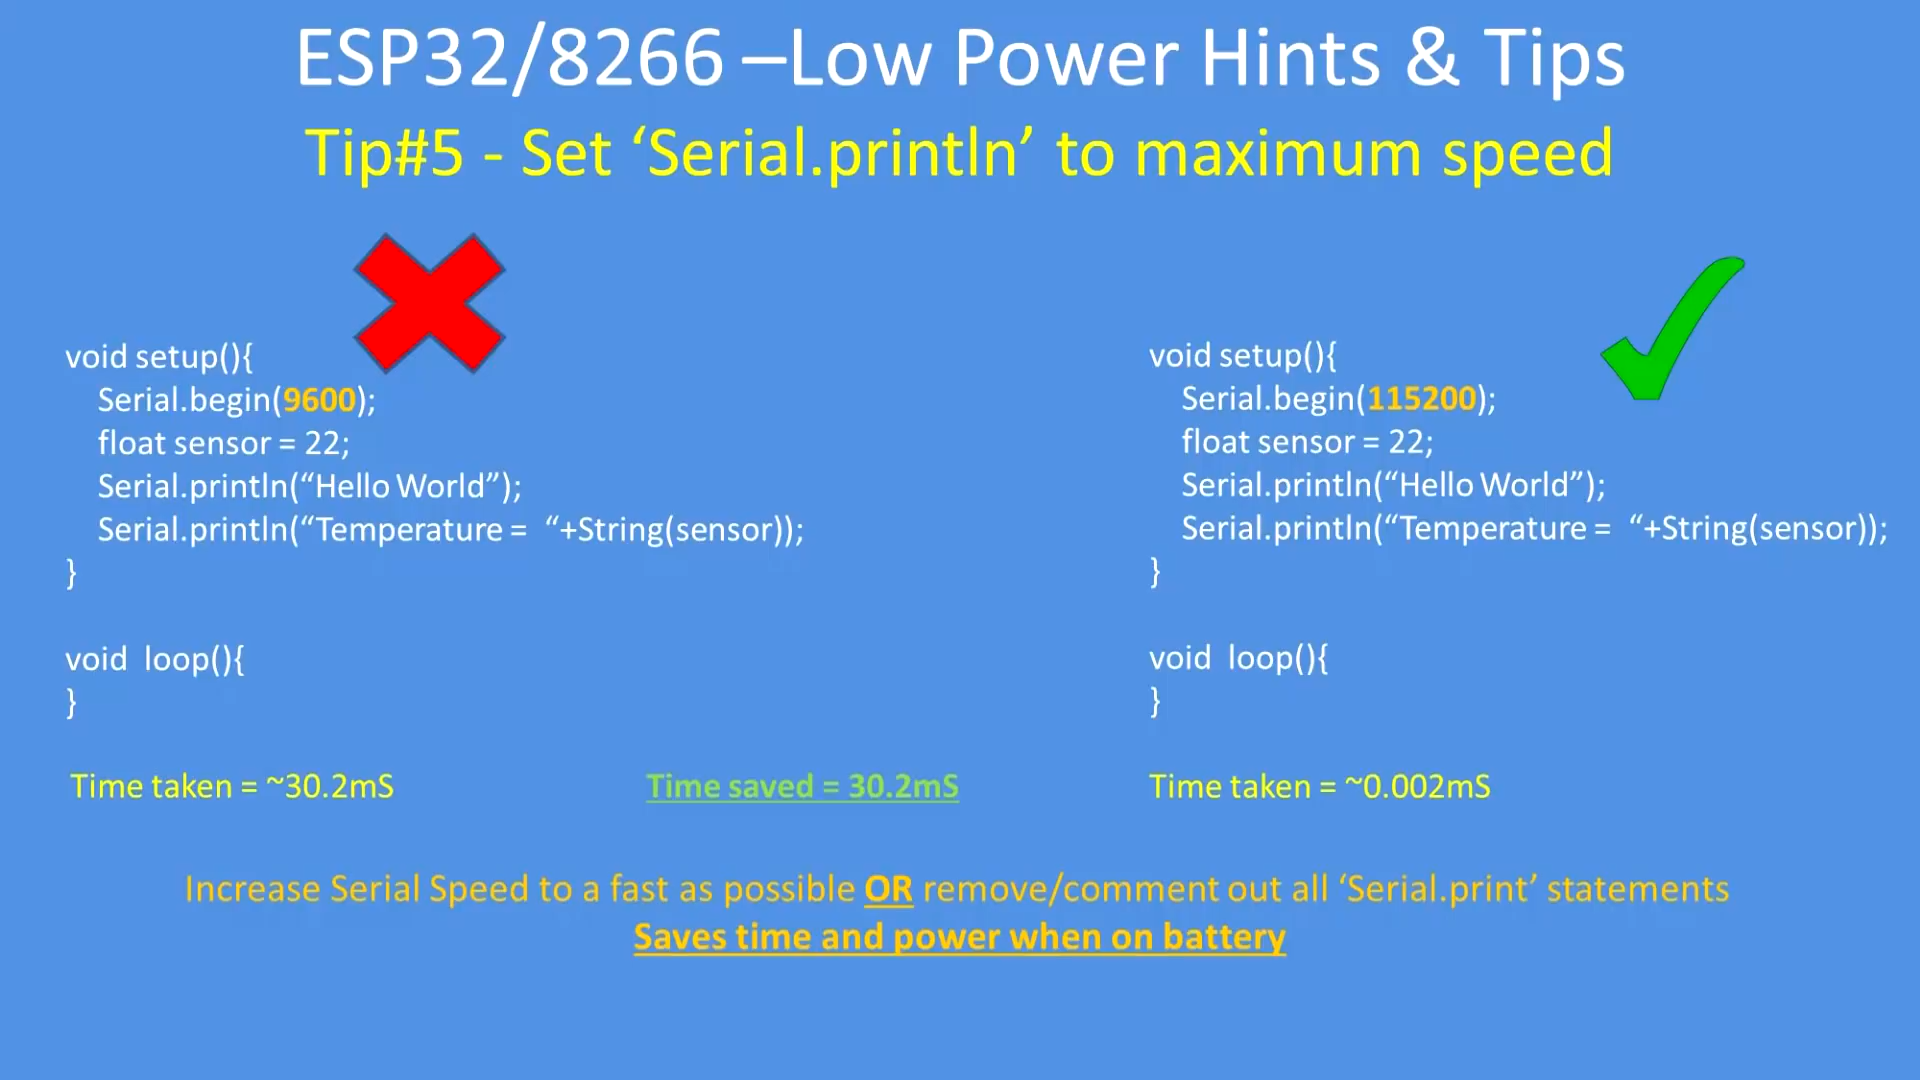 ESP32/8266 –Low Power Hints & Tips
Tip#5 - Set ‘Serial.println’ to maximum speed
void setup(){
Serial.begin(9600);
float sensor = 22;
Serial.println(“Hello World”);
Serial.println(“Temperature = “+String(sensor));
}
void loop(){
}
Time taken = ~30.2mS
Time saved = 30.2mS
void setup(){
Serial.begin(115200);
float sensor = 22;
Serial.println(“Hello World”);
Serial.println(“Temperature = “+String(sensor));
}
void loop(){
}
Time taken = ~0.002mS
Increase Serial Speed to a fast as possible OR remove/comment out all ‘Serial.print’ statements
Saves time and power when on battery